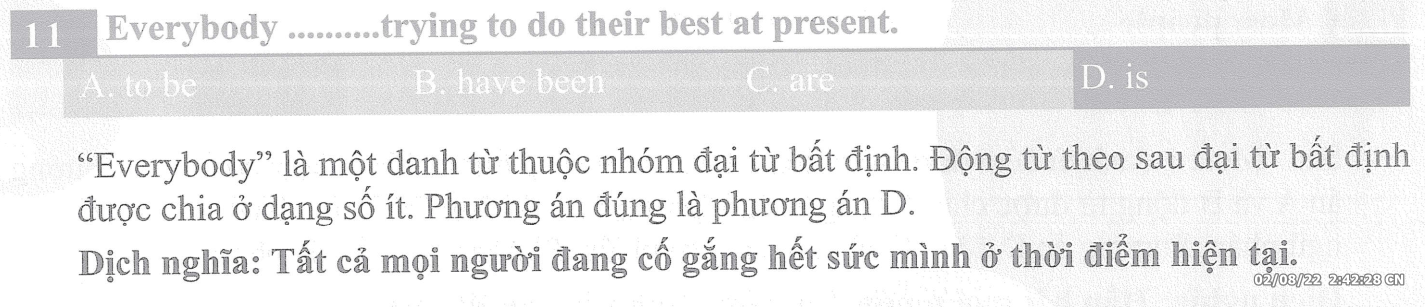 11 Everybody ..........trying to do their best at present.
A. to be B. have been C. are D. is
“Everybody” là một danh từ thuộc nhóm đại từ bất định. Động từ theo sau đại từ bất định
được chia ở dạng số ít. Phương án đúng là phương án D.
Dịch nghĩa: Tất cả mọi người đang cố gắng hết sức mình ở thời điểm hiện tại.
02/08/22 2:42:28 CN